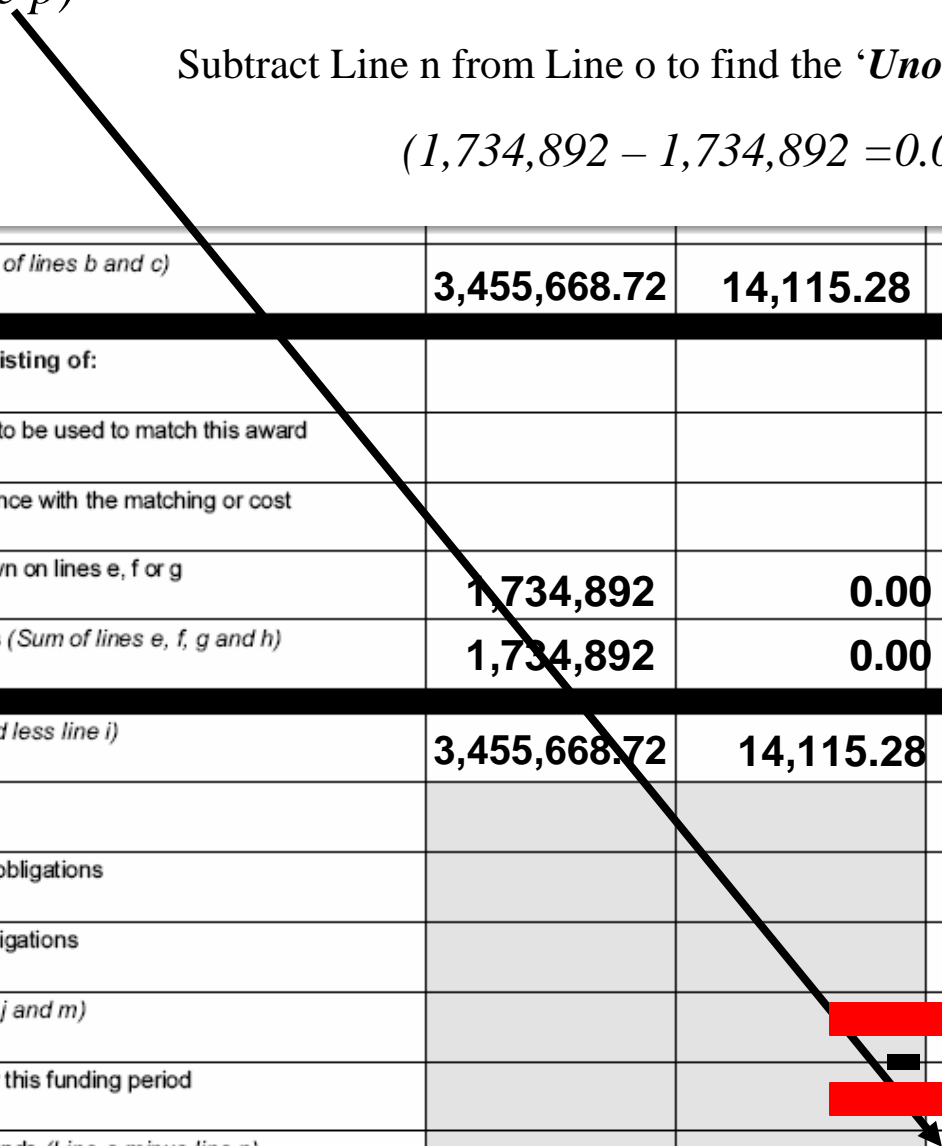 p)
Subtract Line n from Line o to find the ‘Uno
(1,734,892 – 1,734,892 =0.0
of lines b and c) 3,455,668.72 14,115.28
isting of:
to be used to match this award
nce with the matching or cost
vn on lines e, f or g 1,734,892 0.00
(Sum of lines e, f, g and h) 1,734,892 0.00
d less line i) 3,455,668.72 14,115.28
obligations
igations
j and m)
this funding period